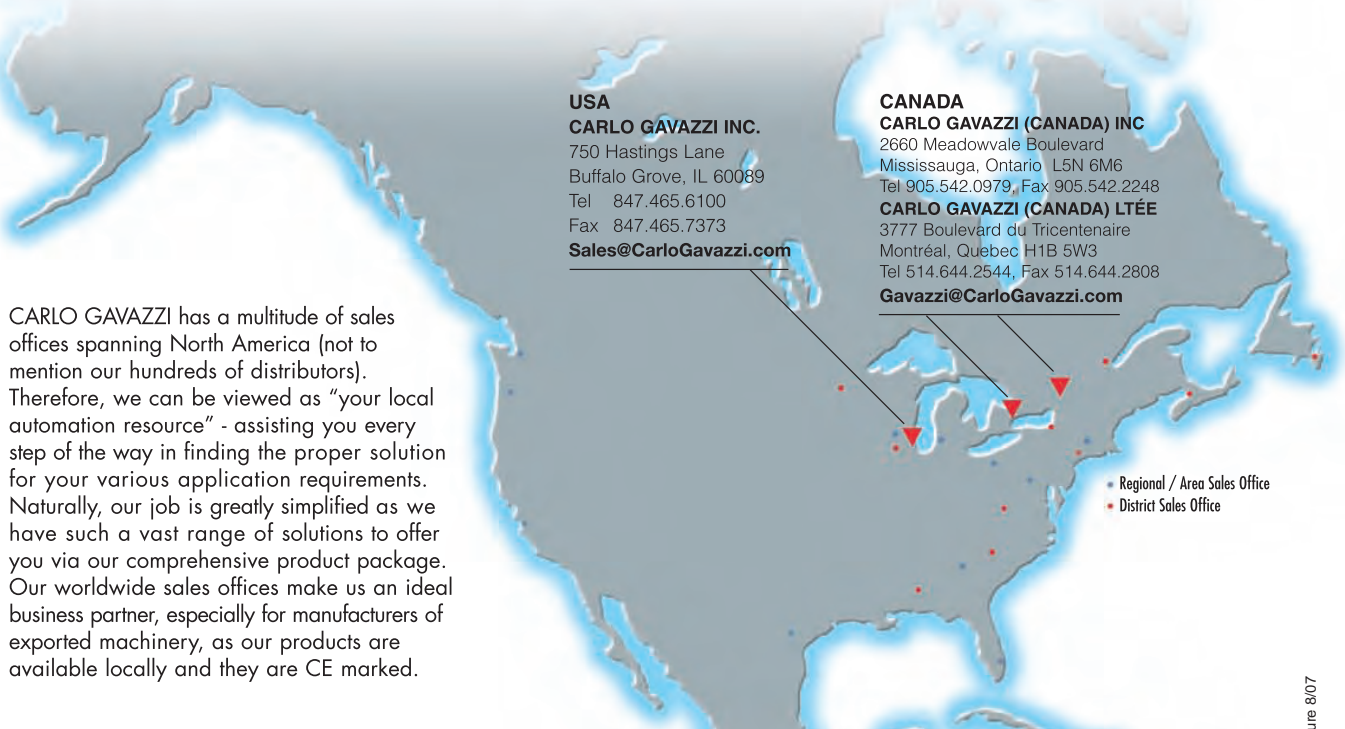 USA
CARLO GAVAZZI INC.
750 Hastings Lane
Buffalo Grove, IL 60089
Tel 847.465.6100
Fax 847.465.7373
Sales@CarloGavazzi.com
CANADA
CARLO GAVAZZI (CANADA) INC
2660 Meadowvale Boulevard
Mississauga, Ontario L5N 6M6
Tel 905.542.0979, Fax 905.542.2248
CARLO GAVAZZI (CANADA) LTÉE
3777 Boulevard du Tricentenaire
Montréal, Quebec H1B 5W3
Tel 514.644.2544, Fax 514.644.2808
Gavazzi@CarloGavazzi.com
CARLO GAVAZZI has a multitude of sales
offices spanning North America (not to
mention our hundreds of distributors).
Therefore, we can be viewed as “your local
automation resource” - assisting you every
step of the way in finding the proper solution
for your various application requirements.
Naturally, our job is greatly simplified as we
have such a vast range of solutions to offer
you via our comprehensive product package.
Our worldwide sales offices make us an ideal
business partner, especially for manufacturers of
exported machinery, as our products are
available locally and they are CE marked.
Regional / Area Sales Office
District Sales Office
8/07